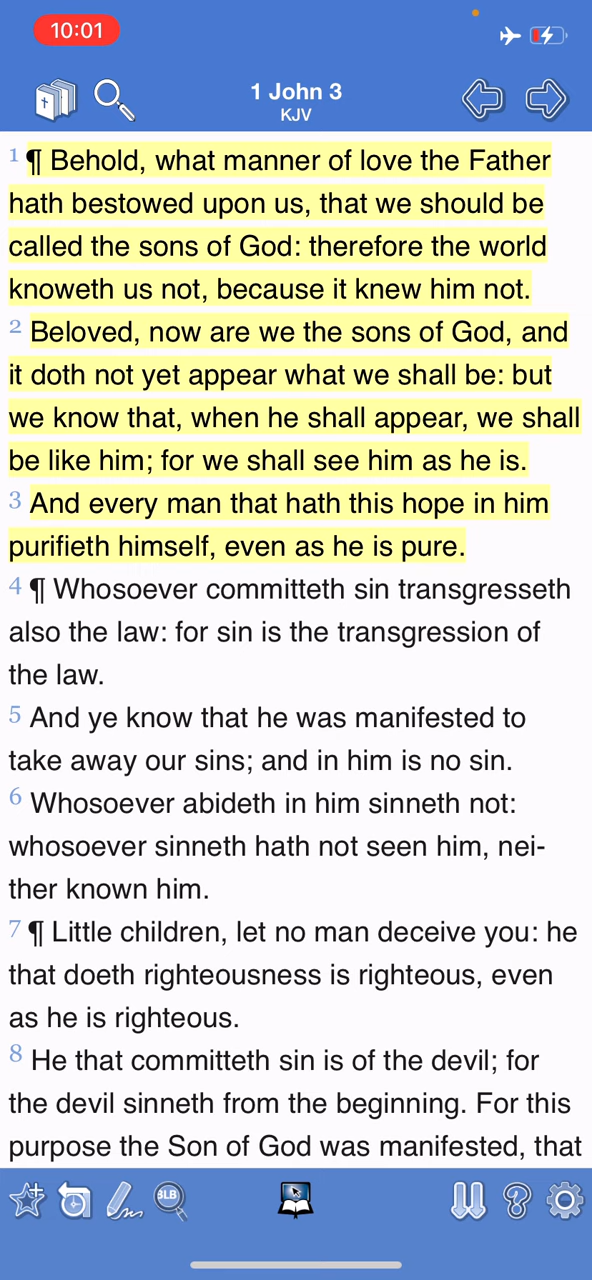 10:01
1 John 3
KJV
1 ¶ Behold, what manner of love the Father
hath bestowed upon us, that we should be
called the sons of God: therefore the world
knoweth us not, because it knew him not.
2 Beloved, now are we the sons of God, and
it doth not yet appear what we shall be: but
we know that, when he shall appear, we shall
be like him; for we shall see him as he is.
3 And every man that hath this hope in him
purifieth himself, even as he is pure.
4 ¶ Whosoever committeth sin transgresseth
also the law: for sin is the transgression of
the law.
5 And ye know that he was manifested to
take away our sins; and in him is no sin.
6 Whosoever abideth in him sinneth not:
whosoever sinneth hath not seen him, nei-
ther known him.
7 ¶ Little children, let no man deceive you: he
that doeth righteousness is righteous, even
as he is righteous.
8 He that committeth sin is of the devil; for
the devil sinneth from the beginning. For this
purpose the Son of God was manifested, that
BLB